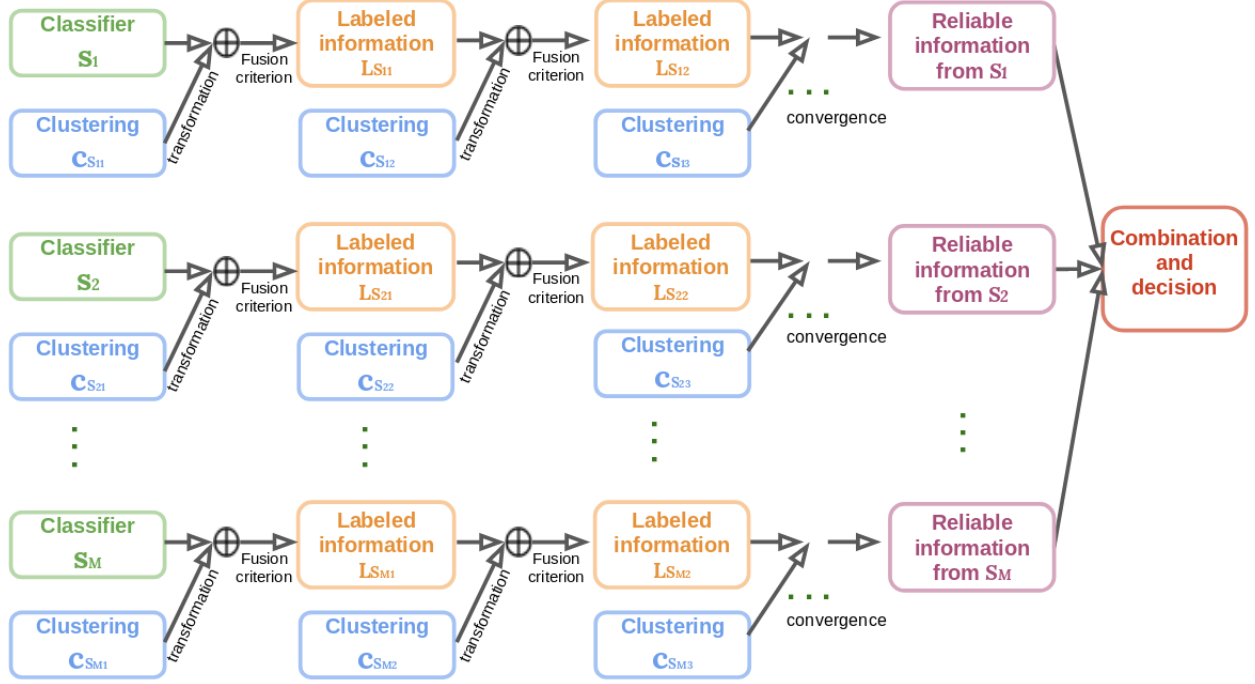 Classifier
S1
transformation
Fusion
criterion
Labeled
information
LS11
transformation
Fusion
criterion
Labeled
information
LS12
. . .
convergence
Reliable
information
from S1
Clustering
CS11
Clustering
CS12
Clustering
Cs13
Classifier
S2
transformation
Fusion
criterion
Labeled
information
LS21
transformation
Fusion
criterion
Labeled
information
LS22
. . .
convergence
Reliable
information
from S2
Combination
and
decision
Clustering
CS21
Clustering
CS22
Clustering
CS23
Classifier
SM
transformation
Fusion
criterion
Labeled
information
LSM1
transformation
Fusion
criterion
Labeled
information
LSM2
. . .
convergence
Reliable
information
from SM
Clustering
CSM1
Clustering
CSM2
Clustering
CSM3